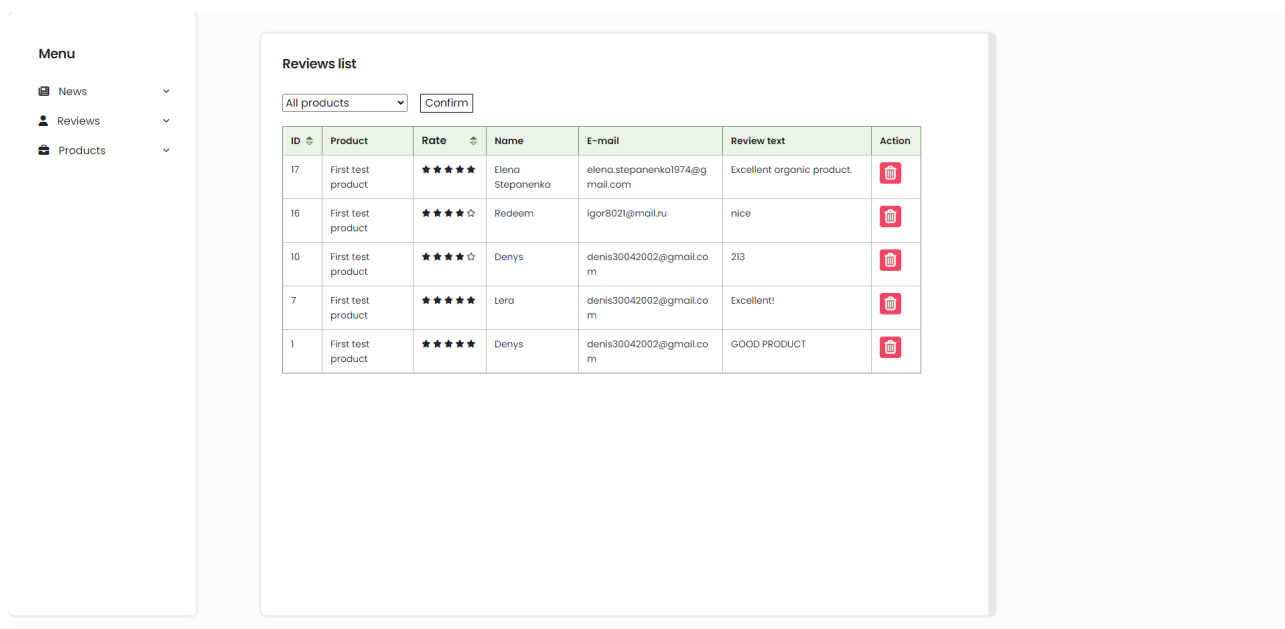 Menu
News
Reviews
Products
Reviews list
All products Confirm
ID Product Rate Name E-mail Review text Action
17 First test Elena elena.stepanenko1974@g Excellent organic product.
product Stepanenko mail.com
16 First test Redeem igor8021@mail.ru nice
product
10 First test Denys denis30042002@gmail.co 213
product m
7 First test Lera denis30042002@gmail.co Excellent!
product m
1 First test Denys denis30042002@gmail.co GOOD PRODUCT
product m